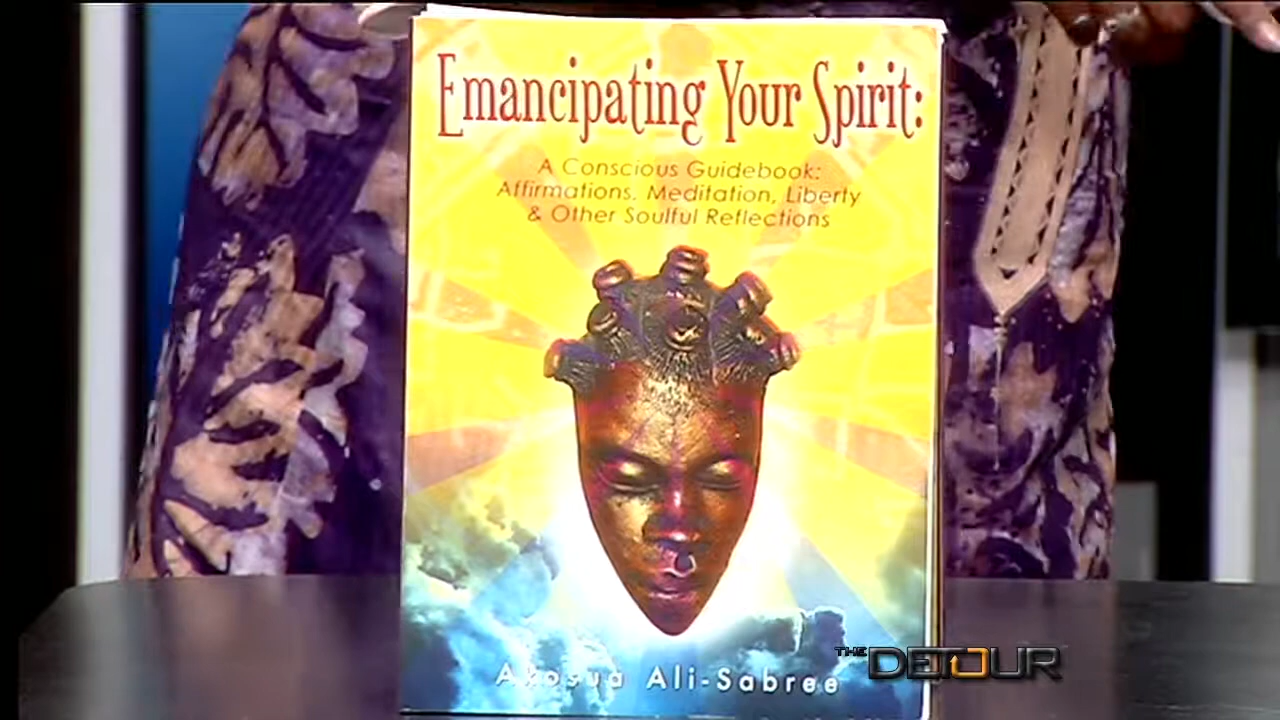 Emancipating Your Spirit:
A Conscious Guidebook:
Affirmations, Meditation, Liberty
& Other Soulful Reflections
Akosua Ali-Sabree
THE DETOUR